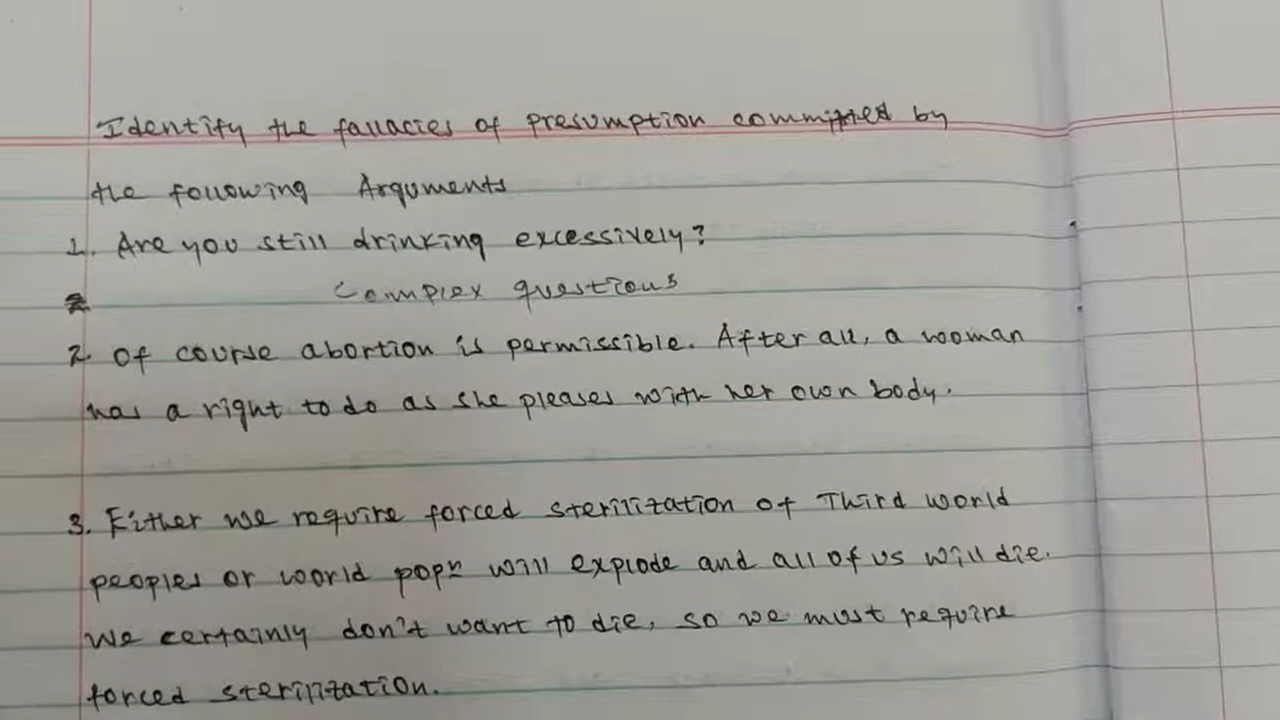 Identify the fallacies of presumption committed by
the following Arguments
1. Are you still drinking excessively?
Complex questions
2. Of course abortion is permissible. After all, a wooman
has a right to do as she pleases with her own body.
3. Either we require forced sterilization of Third world
peoples or world popn will explode and all of us will die.
We certainly don't want to die, so we must require
forced sterilization.